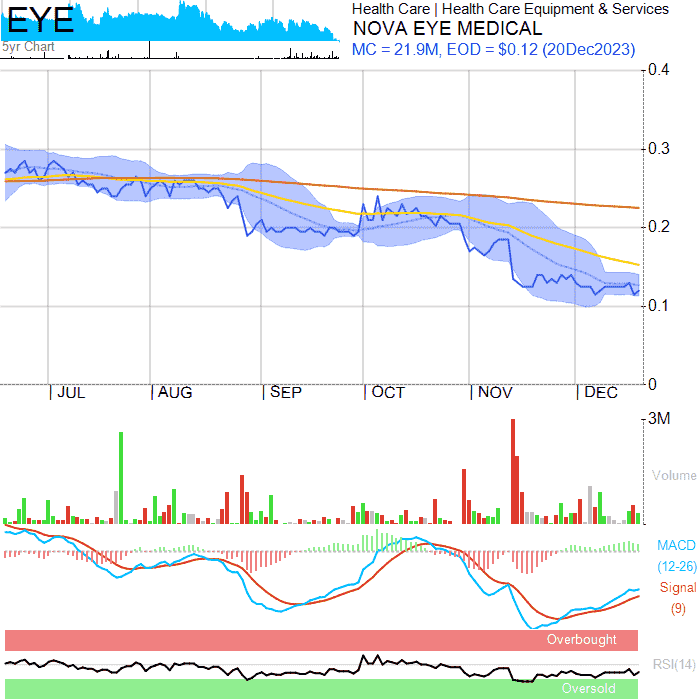 EYE
5yr Chart
Health Care | Health Care Equipment & Services
NOVA EYE MEDICAL
MC = 21.9M, EOD = $0.12 (20Dec2023)
0.4
0.3
0.2
0.1
0
| JUL | AUG | SEP | OCT | NOV | DEC
3M
Volume
MACD
(12-26)
Signal
(9)
Overbought
RSI(14)
Oversold